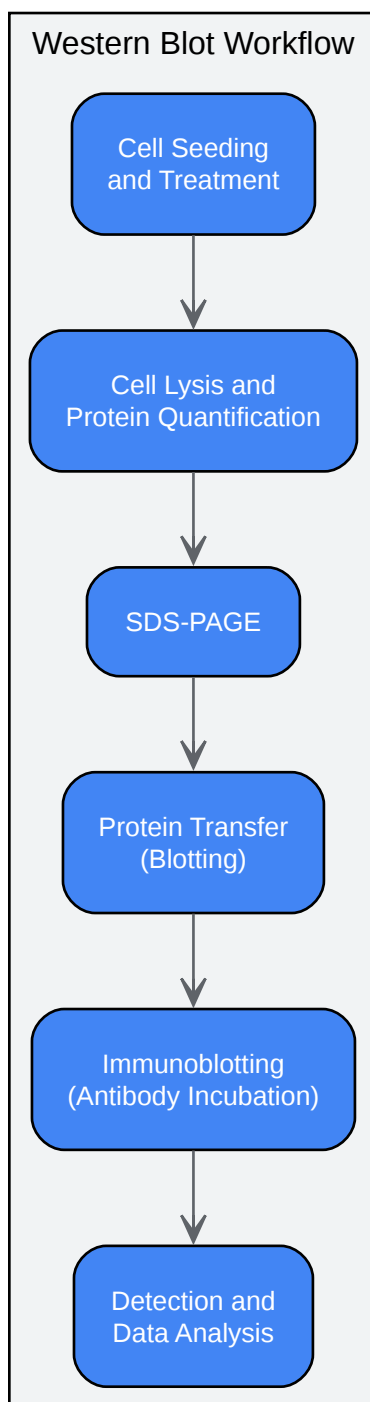 Western Blot Workflow
Cell Seeding
and Treatment
Cell Lysis and
Protein Quantification
SDS-PAGE
Protein Transfer
(Blotting)
Immunoblotting
(Antibody Incubation)
Detection and
Data Analysis